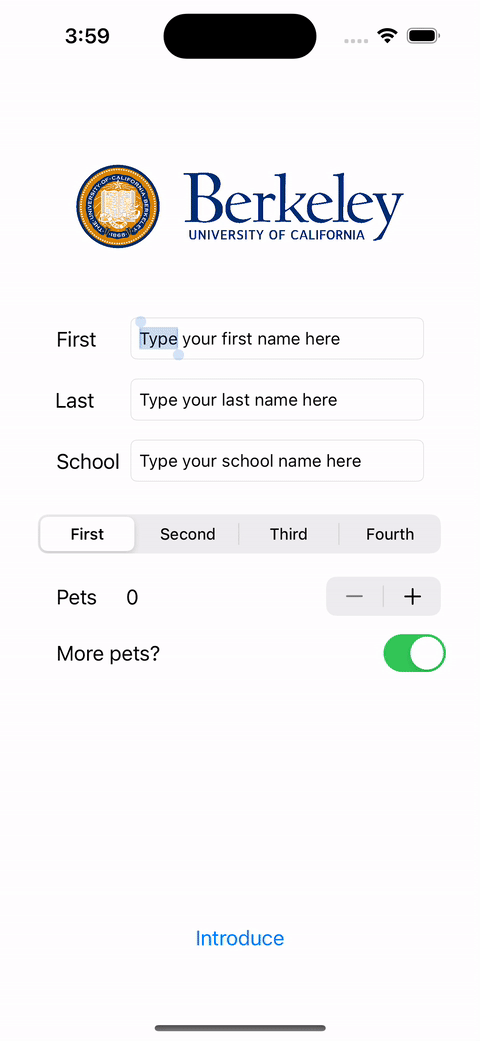 3:59
THE·UNIVERSITY·OF·CALIFORNIA·BERKELEY·
1868
Berkeley
UNIVERSITY OF CALIFORNIA
First Type your first name here
Last Type your last name here
School Type your school name here
First Second Third Fourth
Pets 0 − +
More pets?
Introduce